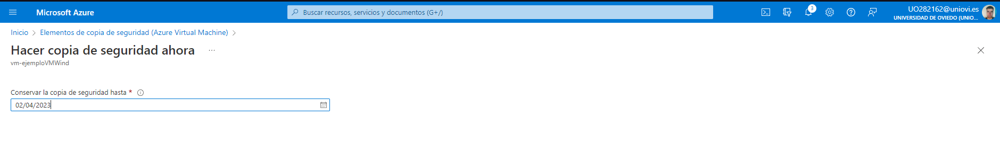 Microsoft Azure
Buscar recursos, servicios y documentos (G+/)
3
UO282162@uniovi.es
UNIVERSIDAD DE OVIEDO (UNIO...
Inicio > Elementos de copia de seguridad (Azure Virtual Machine) >
Hacer copia de seguridad ahora ...
vm-ejemploVMWind
Conservar la copia de seguridad hasta *
02/04/2023